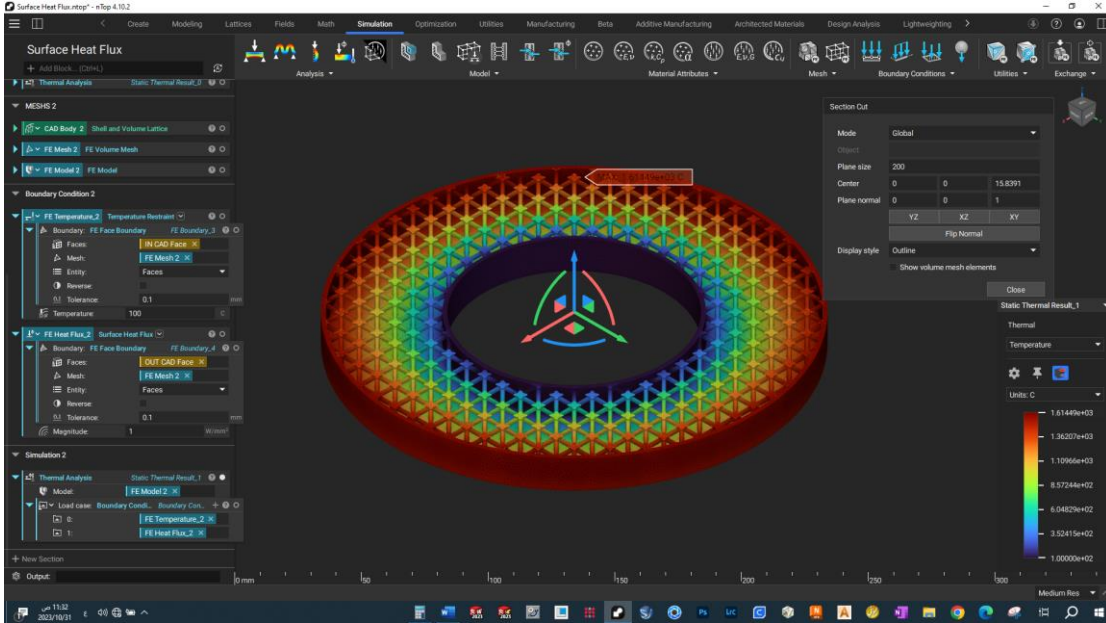 Surface Heat Flux.ntop* - nTop 4.10.2
Create Modeling Lattices Fields Math Simulation Optimization Utilities Manufacturing Beta Additive Manufacturing Architected Materials Design Analysis Lightweighting
Surface Heat Flux
+ Add Block... (Ctrl+L)
Analysis Model Material Attributes Mesh Boundary Conditions Utilities Exchange
Thermal Analysis Static Thermal Result_0
MESHS 2
CAD Body 2 Shell and Volume Lattice
FE Mesh 2 FE Volume Mesh
FE Model 2 FE Model
Boundary Condition 2
FE Temperature_2 Temperature Restraint
Boundary: FE Face Boundary FE Boundary_3
Faces: IN CAD Face
Mesh: FE Mesh 2
Entity: Faces
Reverse:
Tolerance: 0.1 mm
Temperature: 100 C
FE Heat Flux_2 Surface Heat Flux
Boundary: FE Face Boundary FE Boundary_4
Faces: OUT CAD Face
Mesh: FE Mesh 2
Entity: Faces
Reverse:
Tolerance: 0.1 mm
Magnitude: 1 W/mm²
Simulation 2
Thermal Analysis Static Thermal Result_1
Model: FE Model 2
Load case: Boundary Condi... Boundary Con...
0: FE Temperature_2
1: FE Heat Flux_2
+ New Section
Output:
Section Cut
Mode Global
Object
Plane size 200
Center 0 0 15.8391
Plane normal 0 0 1
YZ XZ XY
Flip Normal
Display style Outline
Show volume mesh elements
Close
Static Thermal Result_1
Thermal
Temperature
Units: C
1.61449e+03
1.36207e+03
1.10966e+03
8.57244e+02
6.04829e+02
3.52415e+02
1.00000e+02
0 mm 50 100 150 200 250 300
Medium Res
11:32 ص
2023/10/31
ع